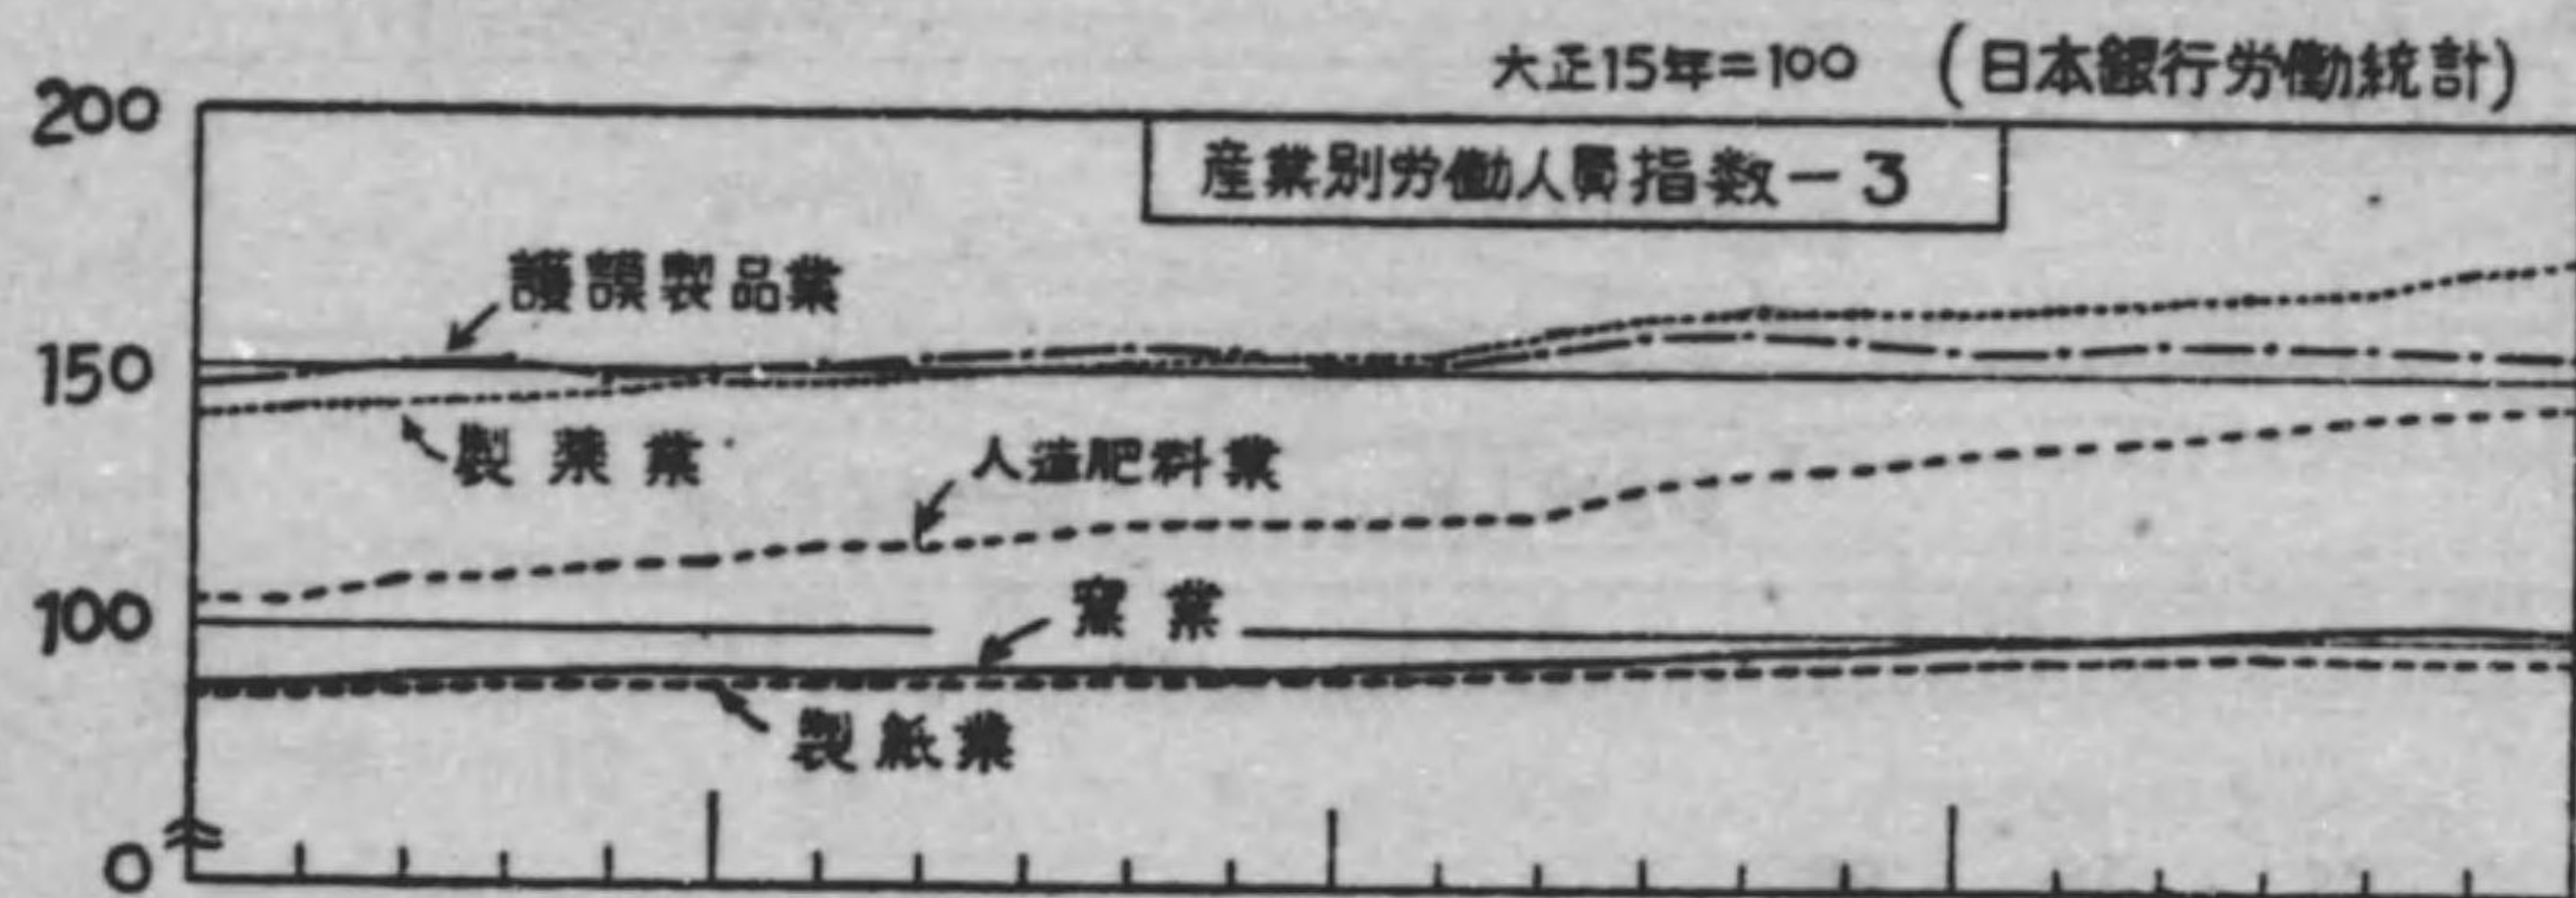 大正15年=100 (日本銀行労働統計)
200
産業別労働人員指数-3
護謨製品業
150
製薬業
人造肥料業
100
窯業
製紙業
0